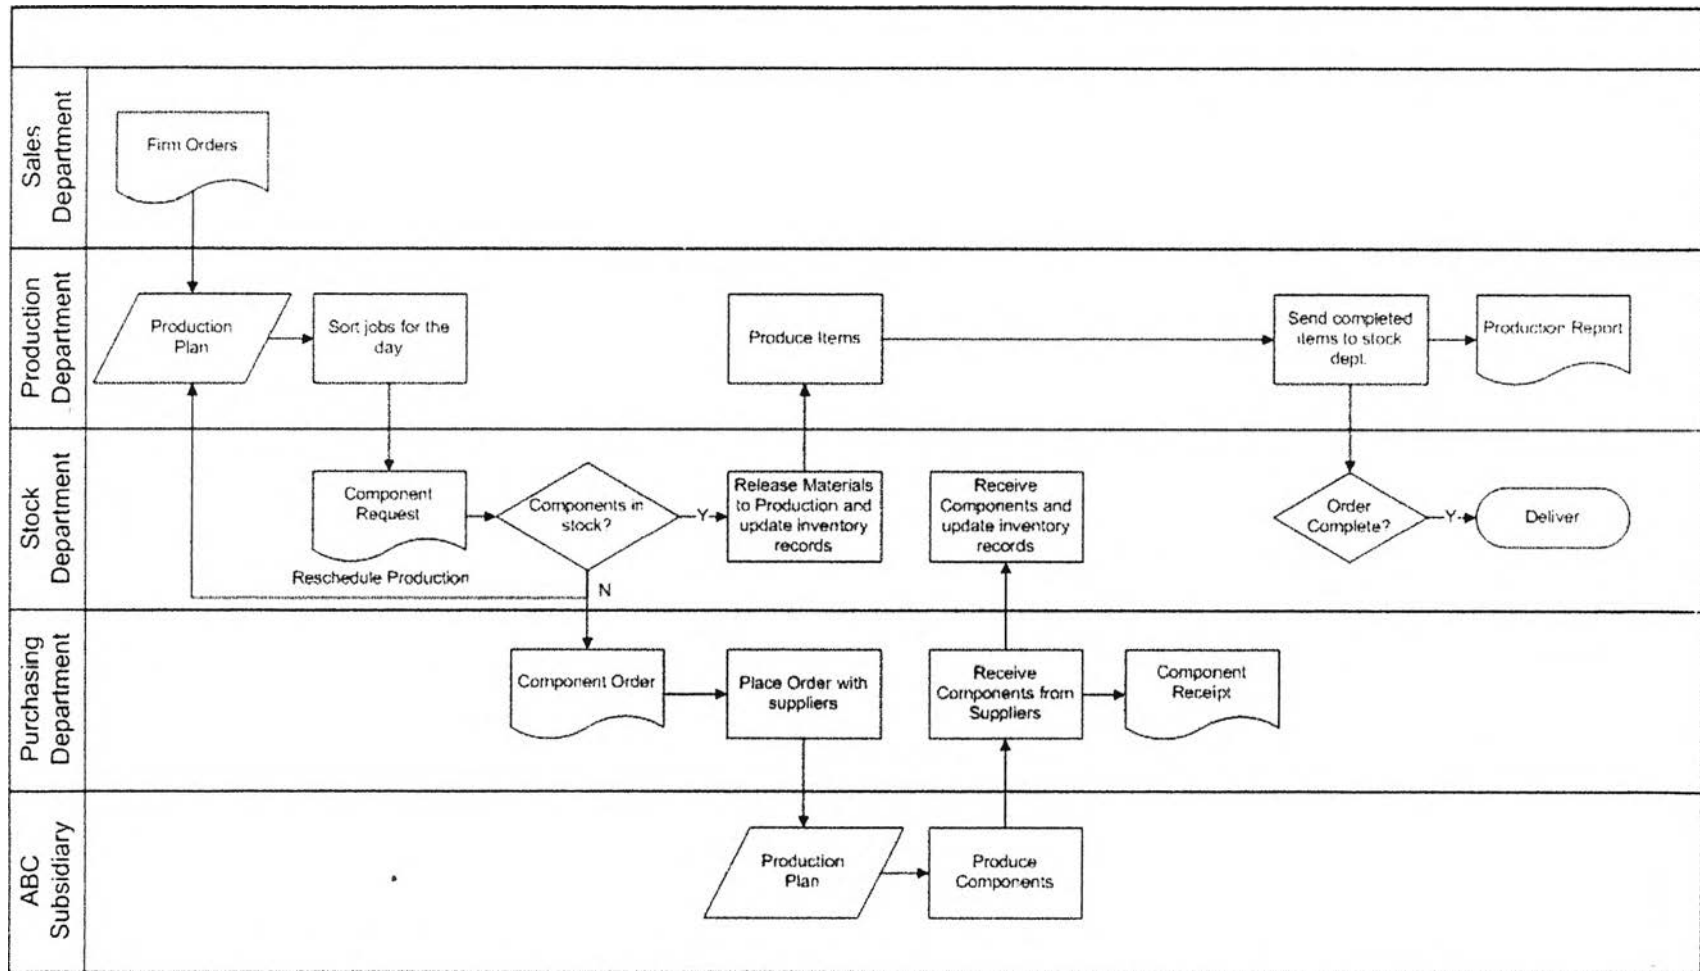 Sales
Department
Firm Orders
Production
Department
Production
Plan
Sort jobs for the
day
Produce Items
Send completed
items to stock
dept.
Production Report
Stock
Department
Component
Request
Components in
stock?
Y
Release Materials
to Production and
update inventory
records
Receive
Components and
update inventory
records
Order
Complete?
Y
Deliver
Reschedule Production
N
Purchasing
Department
Component Order
Place Order with
suppliers
Receive
Components from
Suppliers
Component
Receipt
ABC
Subsidiary
Production
Plan
Produce
Components